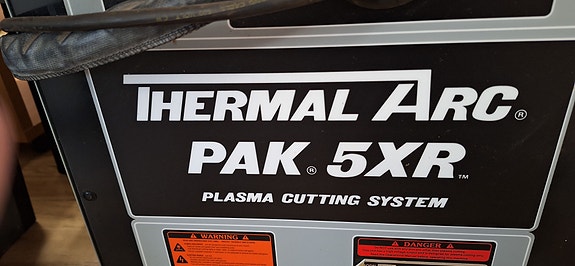 THERMAL ARC®
PAK® 5XR™
PLASMA CUTTING SYSTEM
WARNING
DANGER